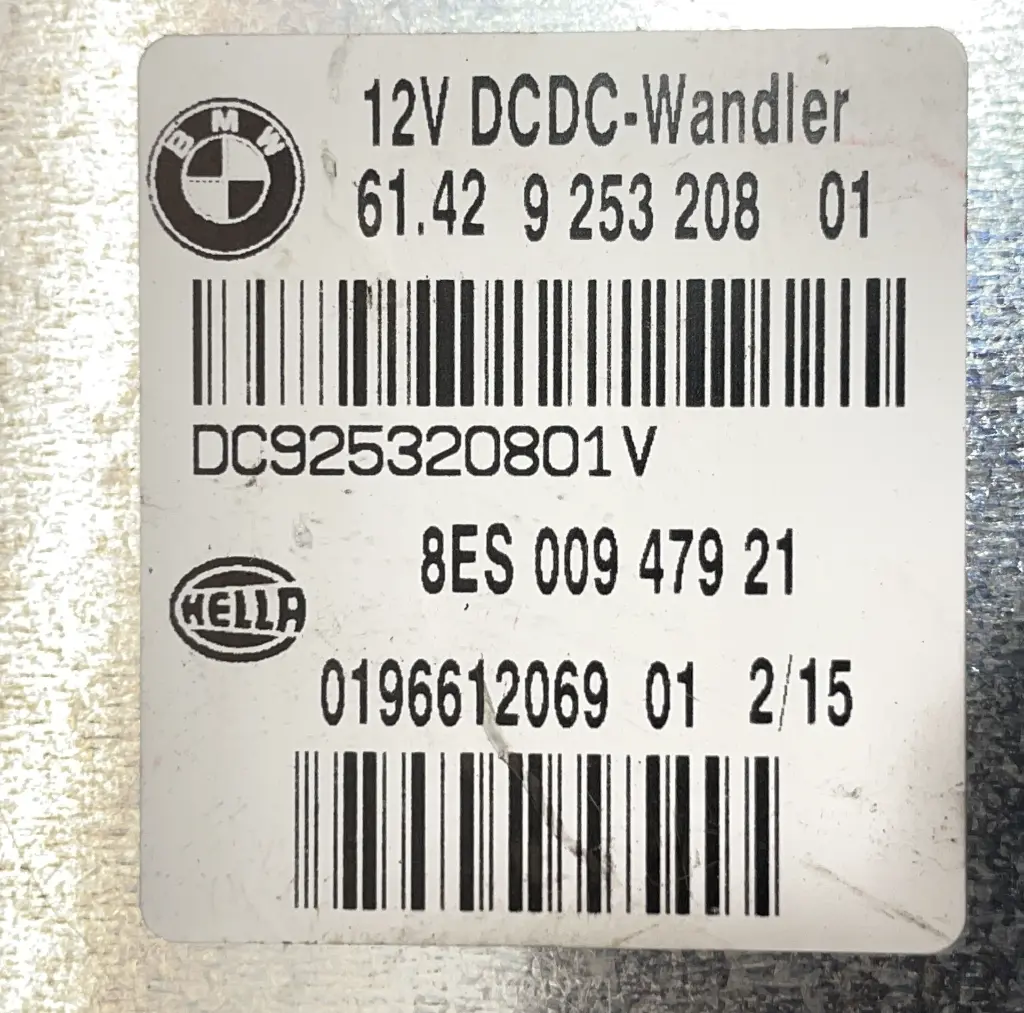 BMW
12V DCDC-Wandler
61.42 9 253 208 01
DC925320801V
8ES 009 479 21
HELLA
0196612069 01 2/15